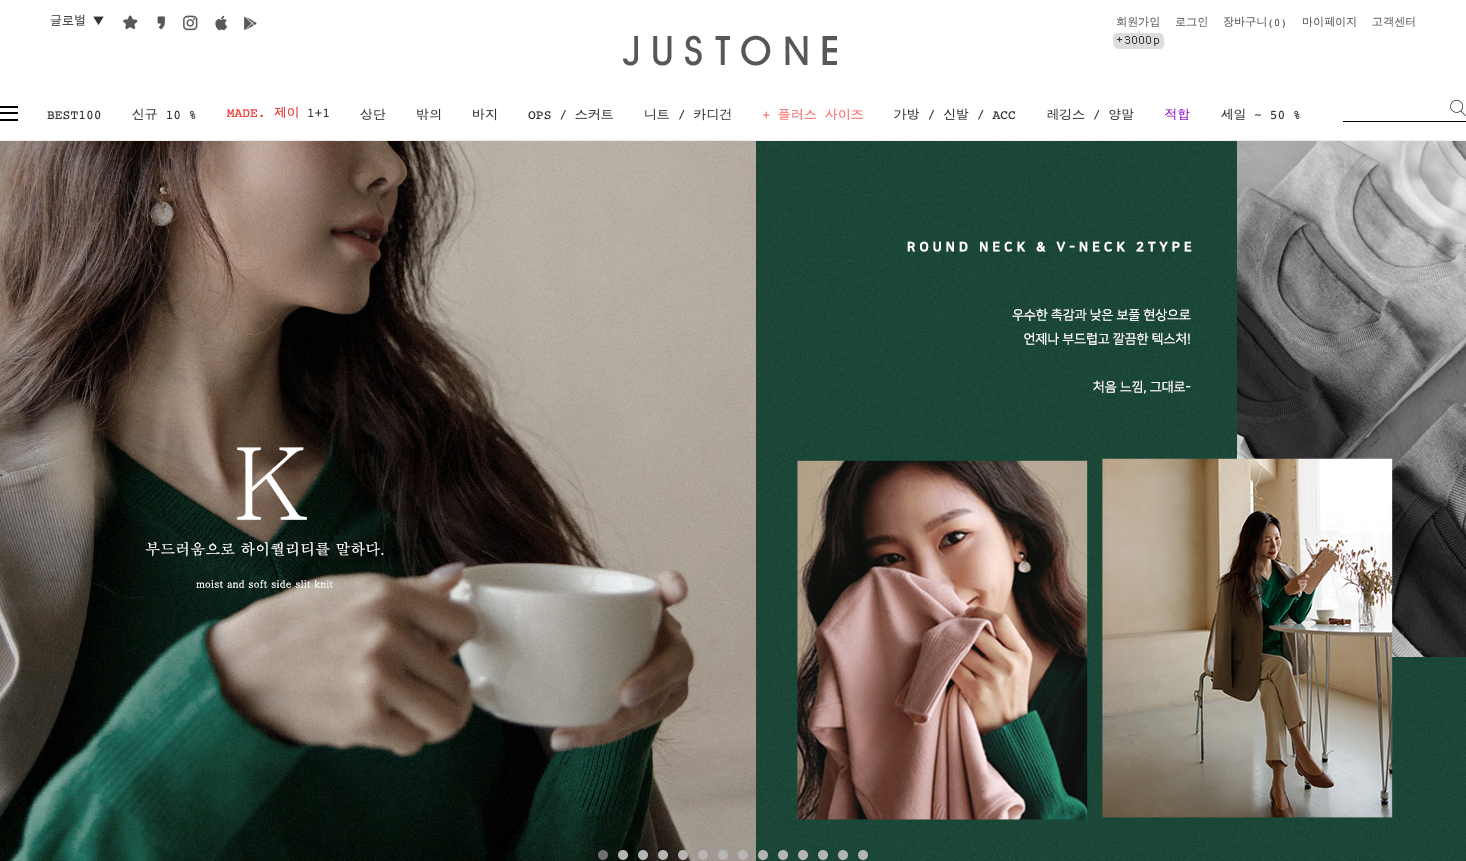 글로벌 ▼
회원가입 로그인 장바구니(0) 마이페이지 고객센터
+3000p
JUSTONE
BEST100 신규 10 % MADE. 제이 1+1 상단 밖의 바지 OPS / 스커트 니트 / 카디건 + 플러스 사이즈 가방 / 신발 / ACC 레깅스 / 양말 적합 세일 ~ 50 %
K
부드러움으로 하이퀄리티를 말하다.
moist and soft side slit knit
ROUND NECK & V-NECK 2TYPE
우수한 촉감과 낮은 보풀 현상으로
언제나 부드럽고 깔끔한 텍스처!
처음 느낌, 그대로-